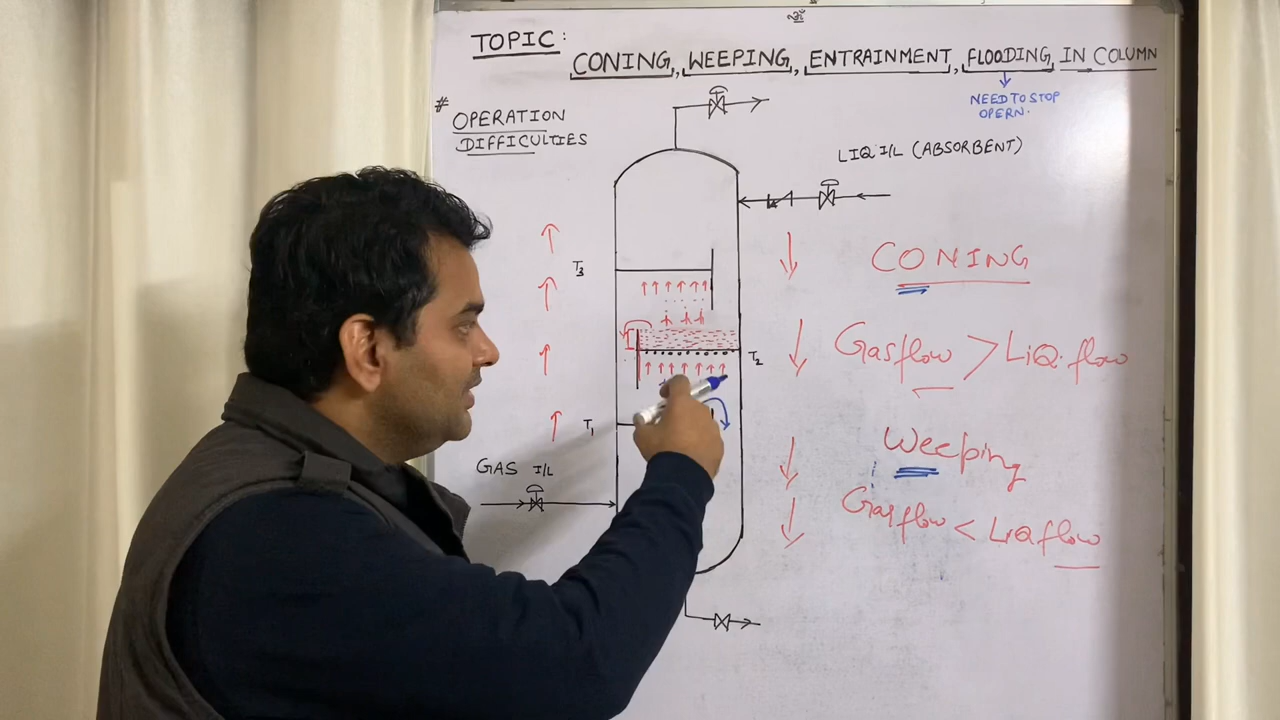 ॐ
TOPIC:
CONING, WEEPING, ENTRAINMENT, FLOODING, IN COLUMN
NEED TO STOP
OPERN.
# OPERATION
DIFFICULTIES
LIQ I/L (ABSORBENT)
T3
CONING
Gas flow > LiQ. flow
T2
T1
Weeping
GAS I/L
Gas flow < LiQ flow